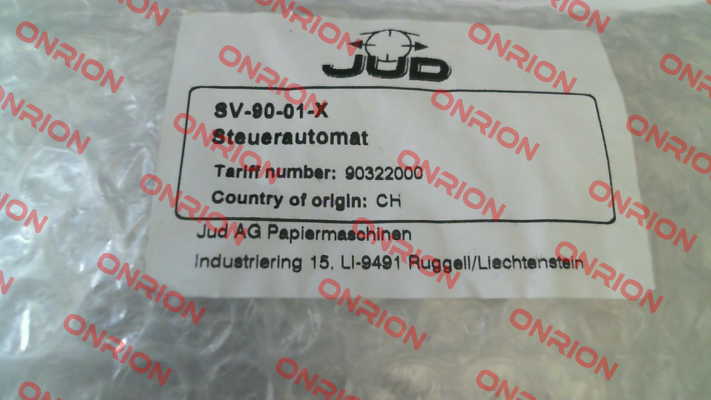 JUD
SV-90-01-X
Steuerautomat
Tariff number: 90322000
Country of origin: CH
Jud AG Papiermaschinen
Industriering 15, LI-9491 Ruggell/Liechtenstein
ONRION